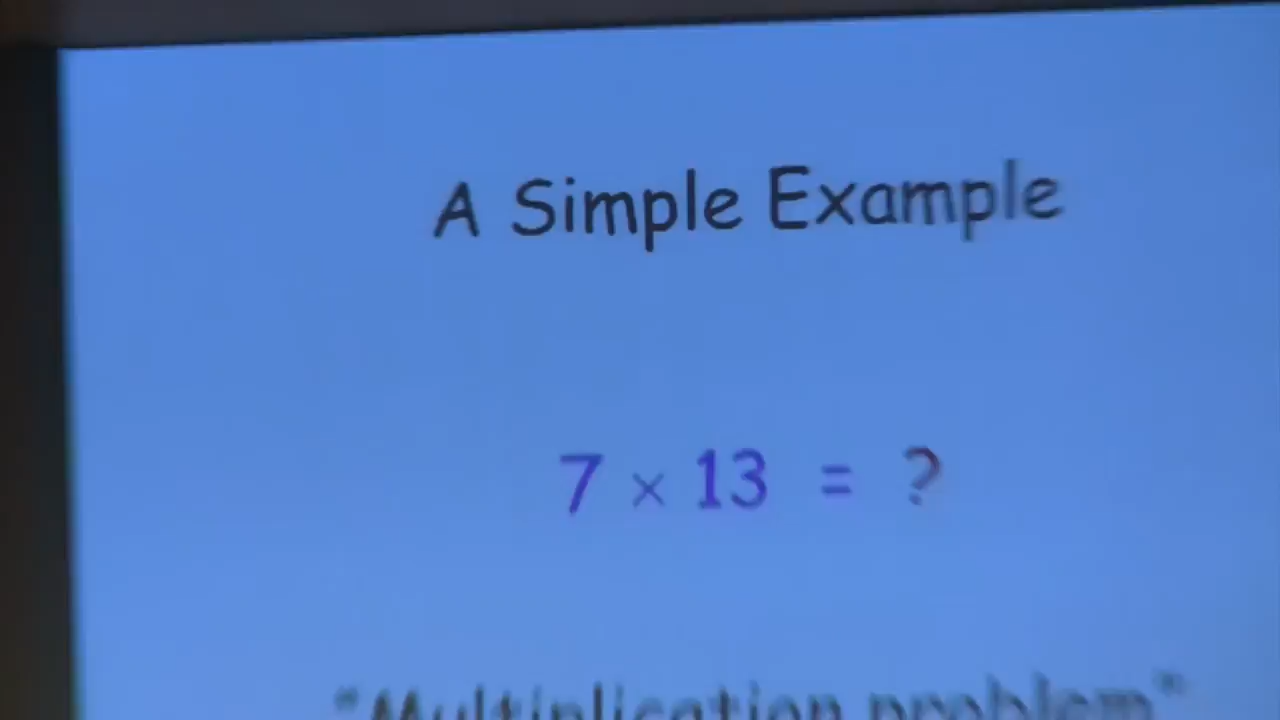 A Simple Example
7 × 13 = ?
"Multiplication problem"